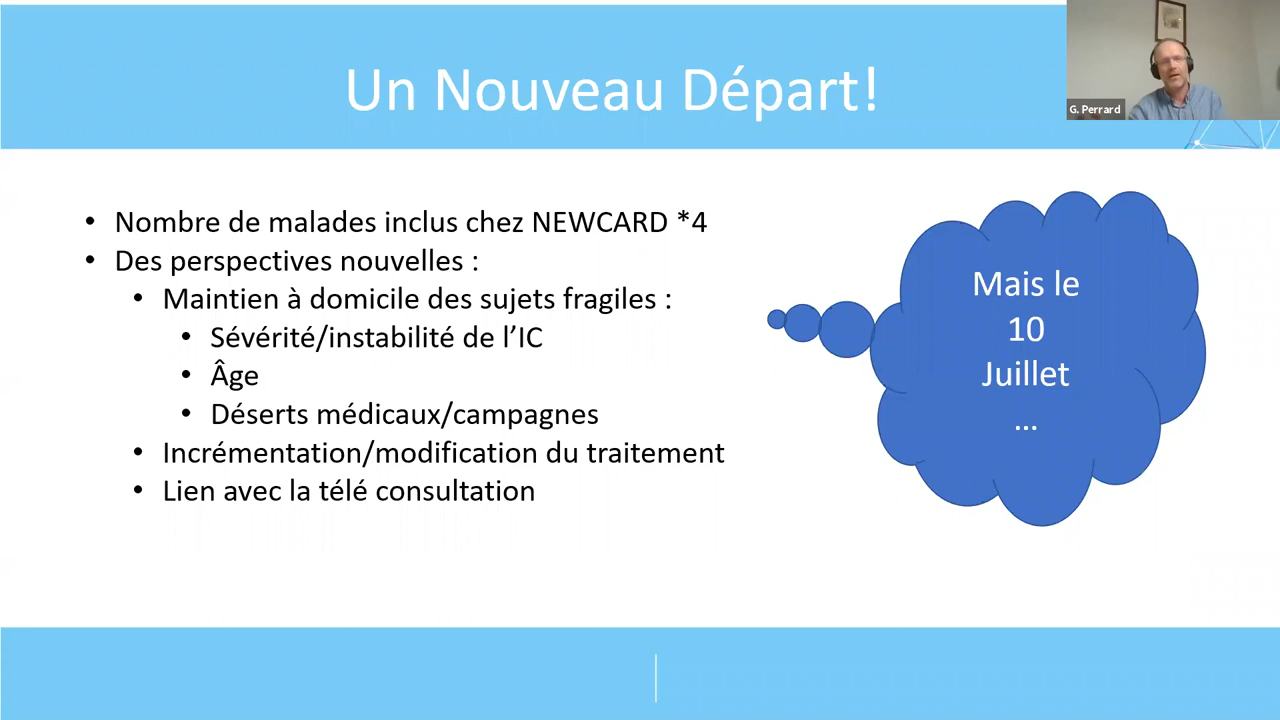 Un Nouveau Départ!
G. Perrard
• Nombre de malades inclus chez NEWCARD *4
• Des perspectives nouvelles :
• Maintien à domicile des sujets fragiles :
• Sévérité/instabilité de l’IC
• Âge
• Déserts médicaux/campagnes
• Incrémentation/modification du traitement
• Lien avec la télé consultation
Mais le
10
Juillet
...